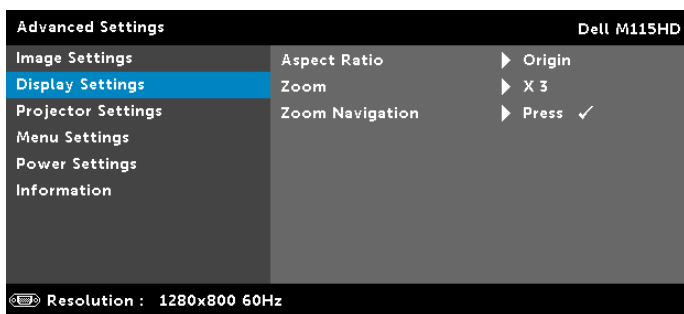 Advanced Settings Dell M115HD
Image Settings Aspect Ratio Origin
Display Settings Zoom X 3
Projector Settings Zoom Navigation Press ✓
Menu Settings
Power Settings
Information
Resolution : 1280x800 60Hz